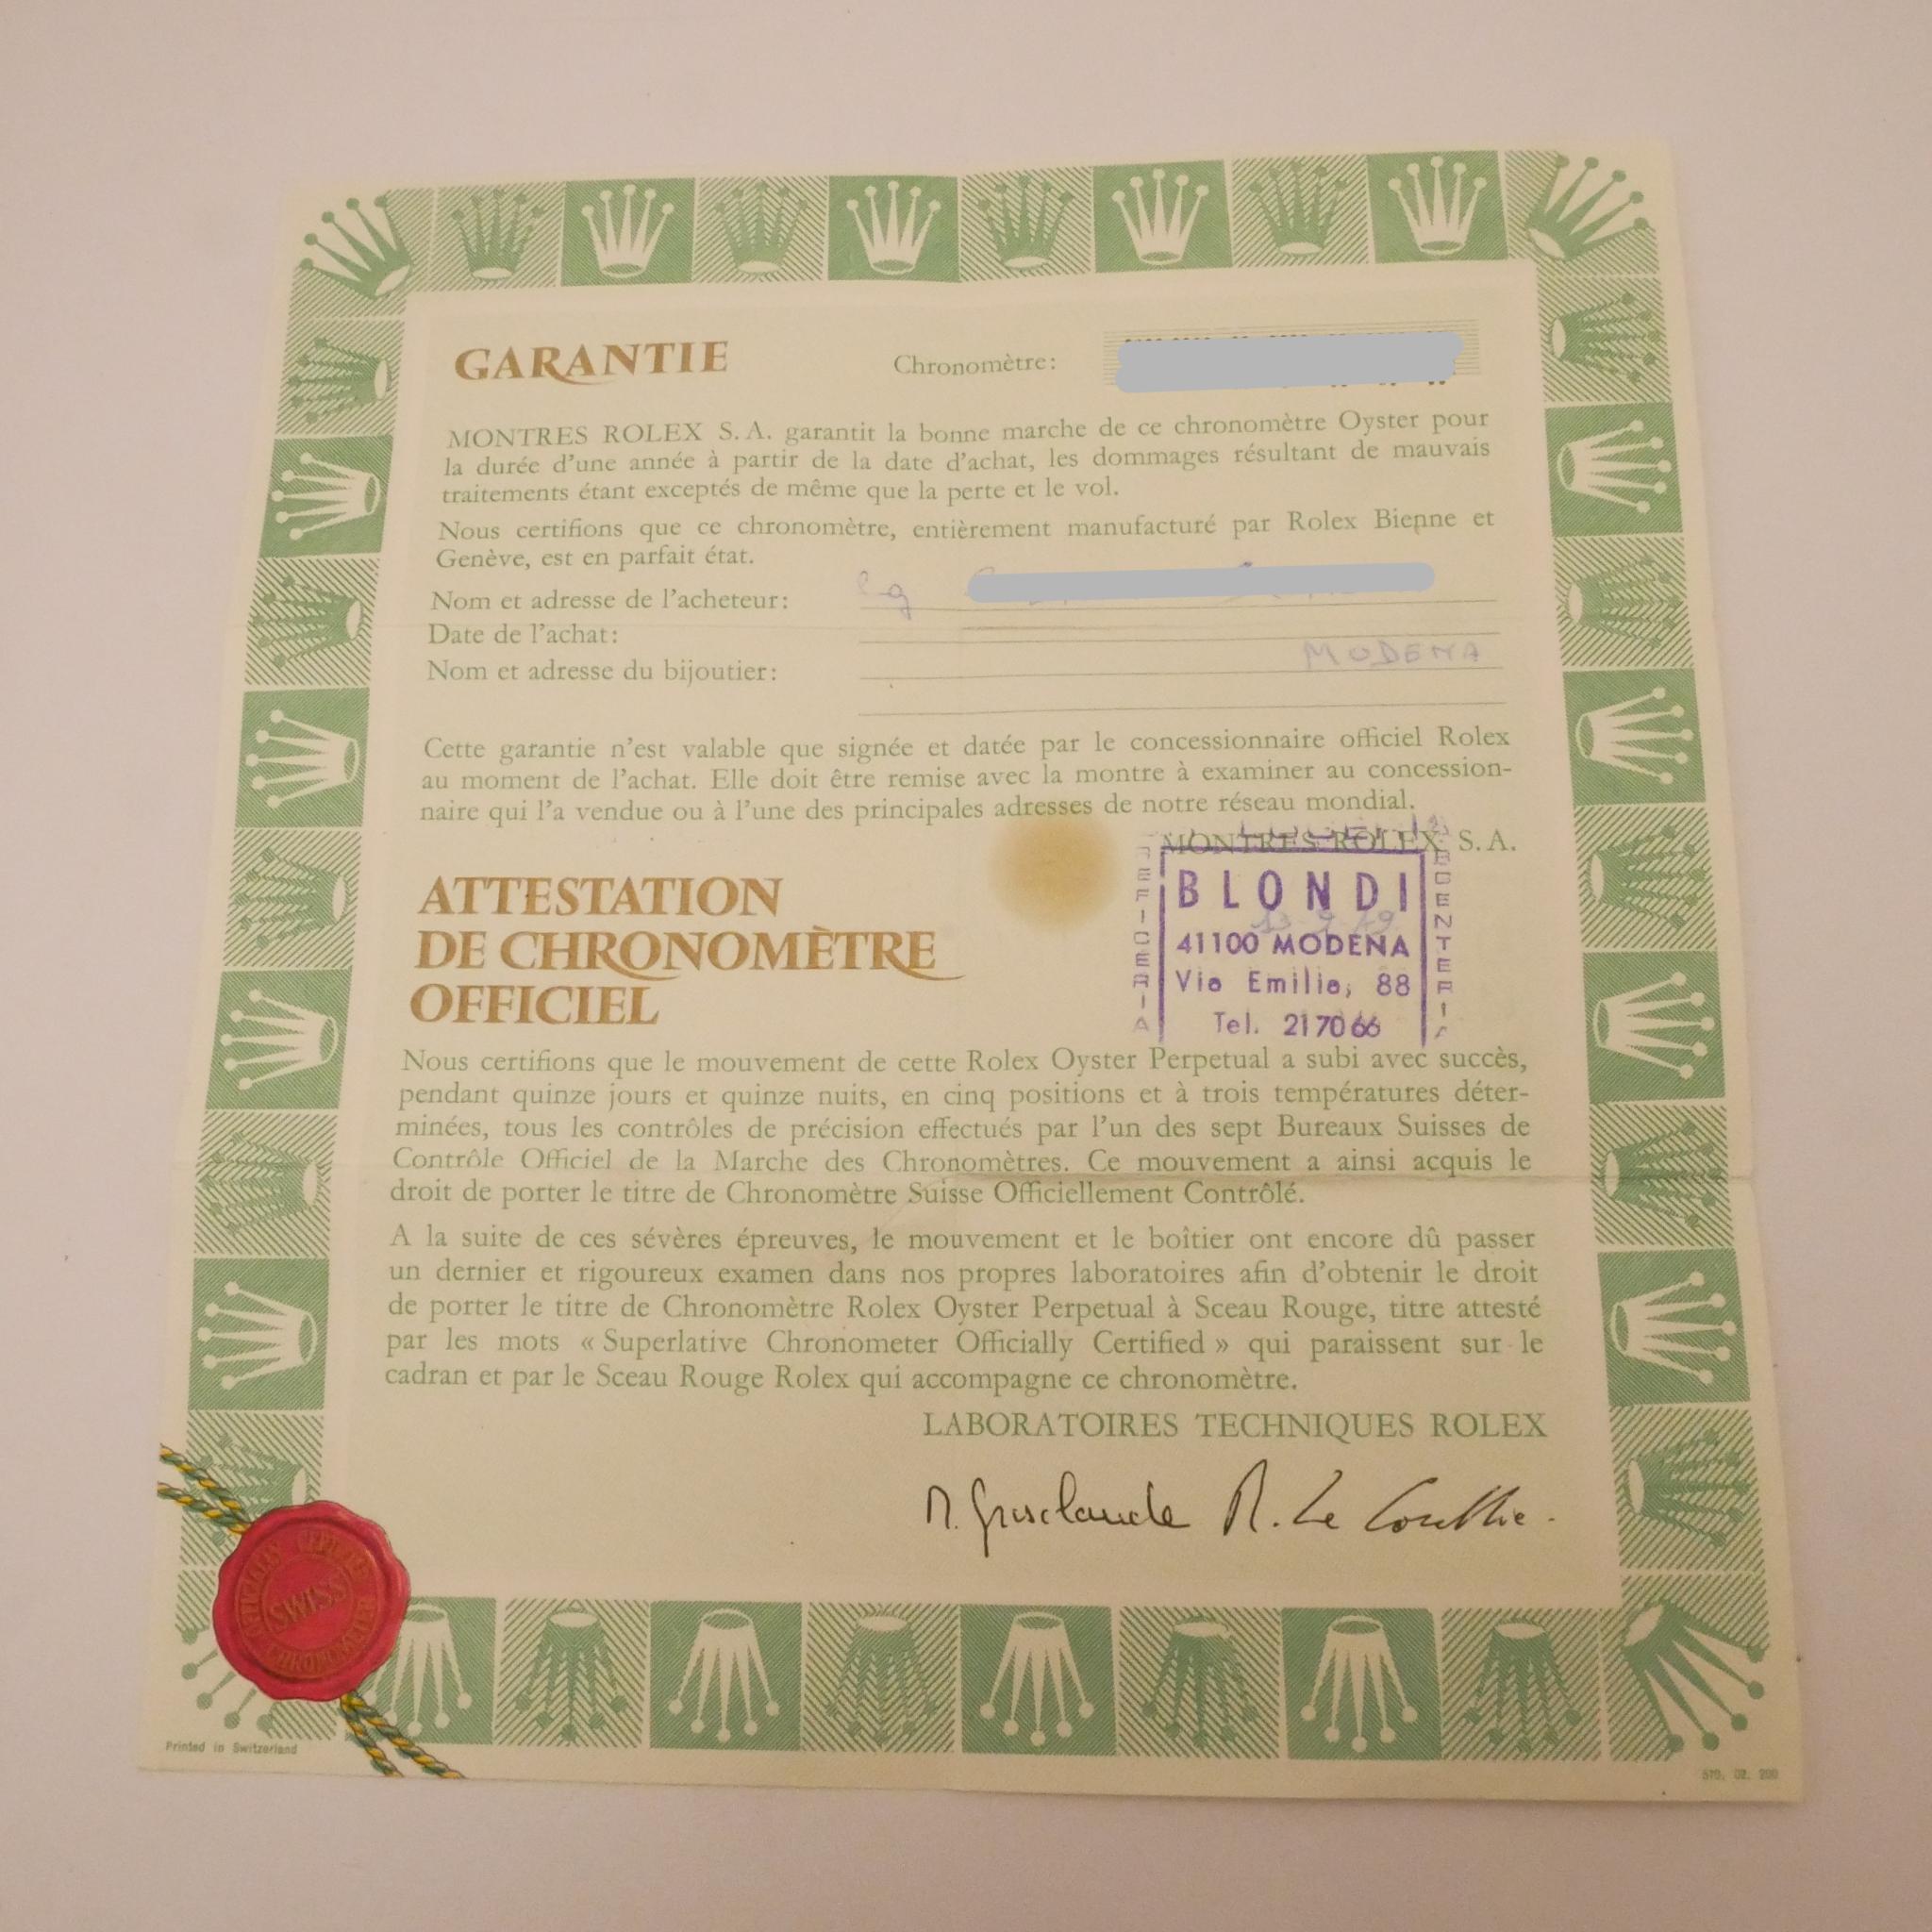 GARANTIE
Chronomètre:
MONTRES ROLEX S.A. garantit la bonne marche de ce chronomètre Oyster pour
la durée d'une année à partir de la date d'achat, les dommages résultant de mauvais
traitements étant exceptés de même que la perte et le vol.
Nous certifions que ce chronomètre, entièrement manufacturé par Rolex Bienne et
Genève, est en parfait état.
Nom et adresse de l'acheteur:
Date de l'achat:
MODENA
Nom et adresse du bijoutier:
Cette garantie n'est valable que signée et datée par le concessionnaire officiel Rolex
au moment de l'achat. Elle doit être remise avec la montre à examiner au concession-
naire qui l'a vendue ou à l'une des principales adresses de notre réseau mondial.
MONTRES ROLEX S.A.
OREFICERIA
ARGENTERIA
BLONDI
41100 MODENA
Via Emilia, 88
Tel. 217066
ATTESTATION
DE CHRONOMÈTRE
OFFICIEL
Nous certifions que le mouvement de cette Rolex Oyster Perpetual a subi avec succès,
pendant quinze jours et quinze nuits, en cinq positions et à trois températures déter-
minées, tous les contrôles de précision effectués par l'un des sept Bureaux Suisses de
Contrôle Officiel de la Marche des Chronomètres. Ce mouvement a ainsi acquis le
droit de porter le titre de Chronomètre Suisse Officiellement Contrôlé.
A la suite de ces sévères épreuves, le mouvement et le boîtier ont encore dû passer
un dernier et rigoureux examen dans nos propres laboratoires afin d'obtenir le droit
de porter le titre de Chronomètre Rolex Oyster Perpetual à Sceau Rouge, titre attesté
par les mots « Superlative Chronometer Officially Certified » qui paraissent sur le
cadran et par le Sceau Rouge Rolex qui accompagne ce chronomètre.
LABORATOIRES TECHNIQUES ROLEX
R. Le Coultre.
OFFICIALLY CERTIFIED
SWISS
CHRONOMETER
Printed in Switzerland
570. 02. 200